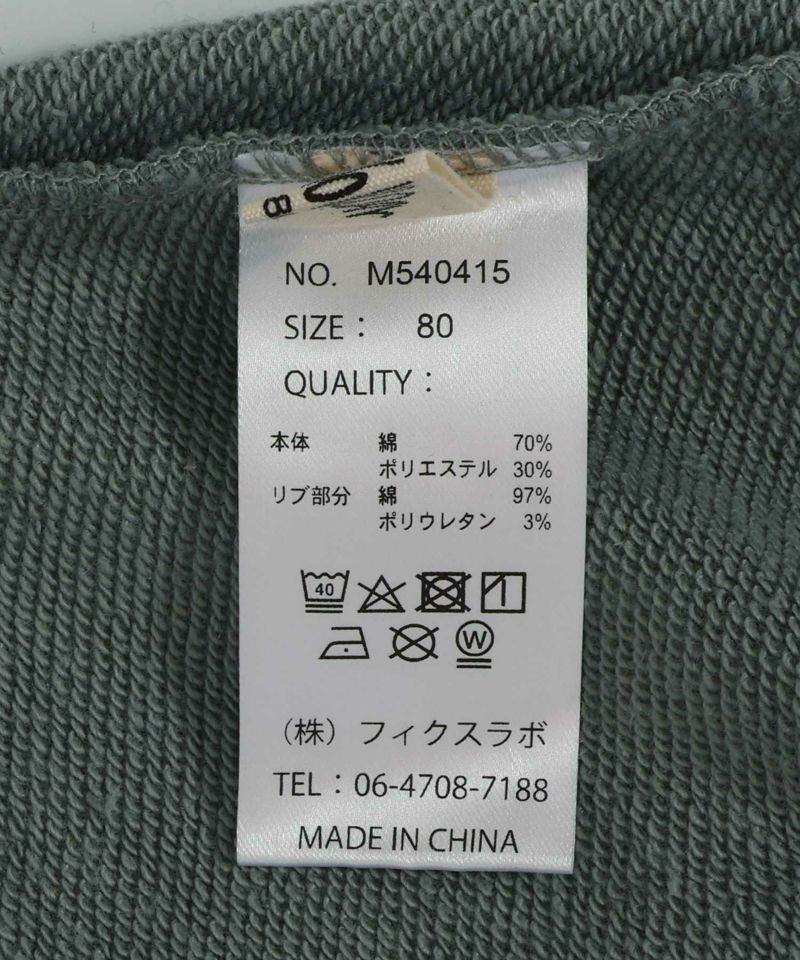 8
NO. M540415
SIZE： 80
QUALITY：
本体 綿 70%
ポリエステル 30%
リブ部分 綿 97%
ポリウレタン 3%
40
W
（株）フィクスラボ
TEL：06-4708-7188
MADE IN CHINA